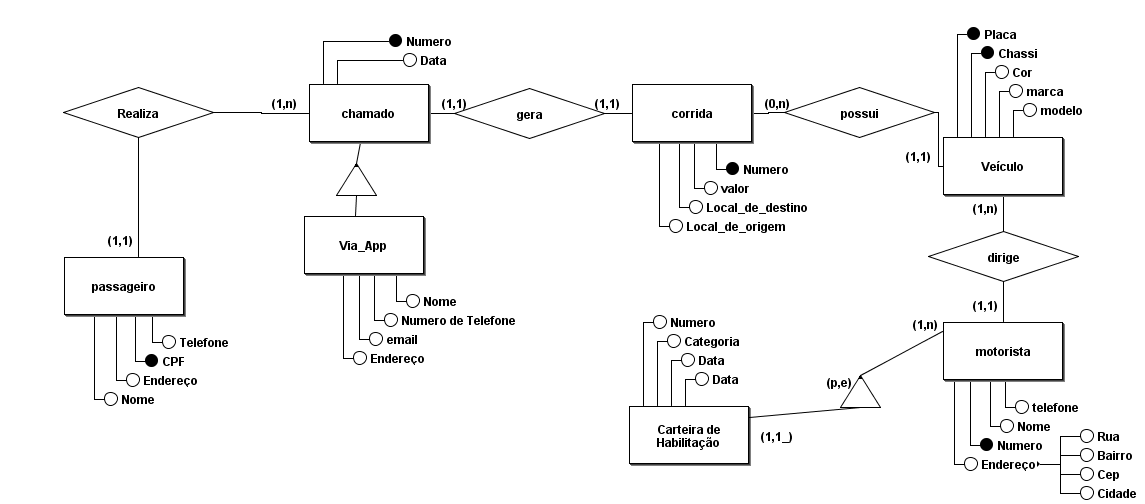 Placa
Numero
Chassi
Data
Cor
marca
(1,n)
(1,1)
(1,1)
(0,n)
modelo
Realiza
chamado
gera
corrida
possui
(1,1)
Veículo
Numero
valor
Local_de_destino
Local_de_origem
(1,n)
(1,1)
Via_App
dirige
passageiro
Nome
Numero de Telefone
email
Endereço
(1,1)
Telefone
CPF
Endereço
Nome
Numero
Categoria
Data
Data
(1,n)
motorista
(p,e)
Carteira de
Habilitação
(1,1_)
telefone
Nome
Numero
Endereço
Rua
Bairro
Cep
Cidade